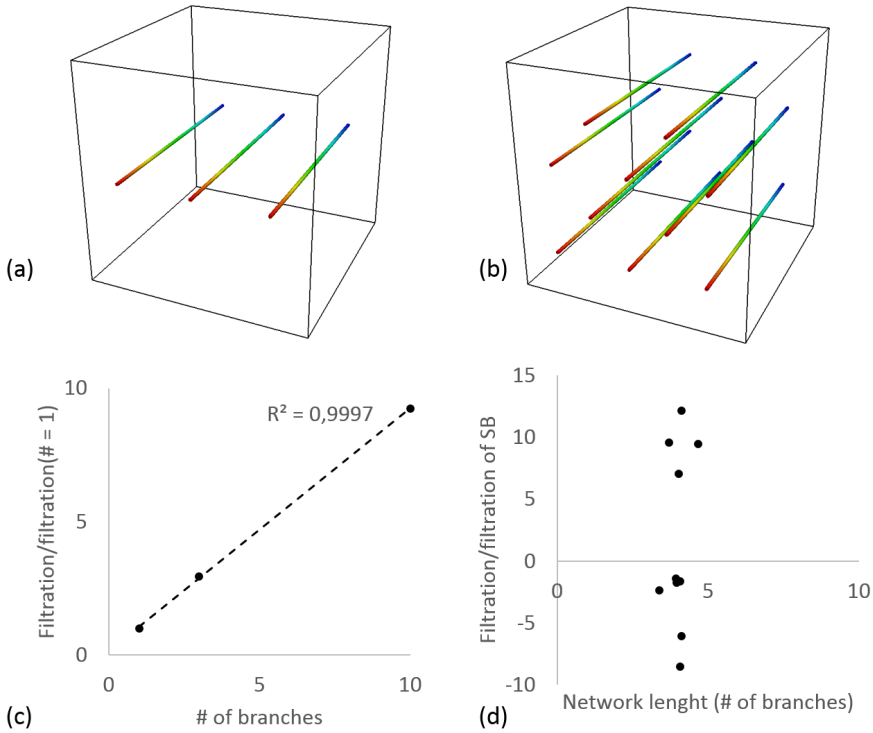 (a)
(b)
10
5
0
0
5
10
R² = 0,9997
Filtration/filtration(# = 1)
# of branches
(c)
15
10
5
0
-5
-10
0
5
10
Filtration/filtration of SB
Network lenght (# of branches)
(d)